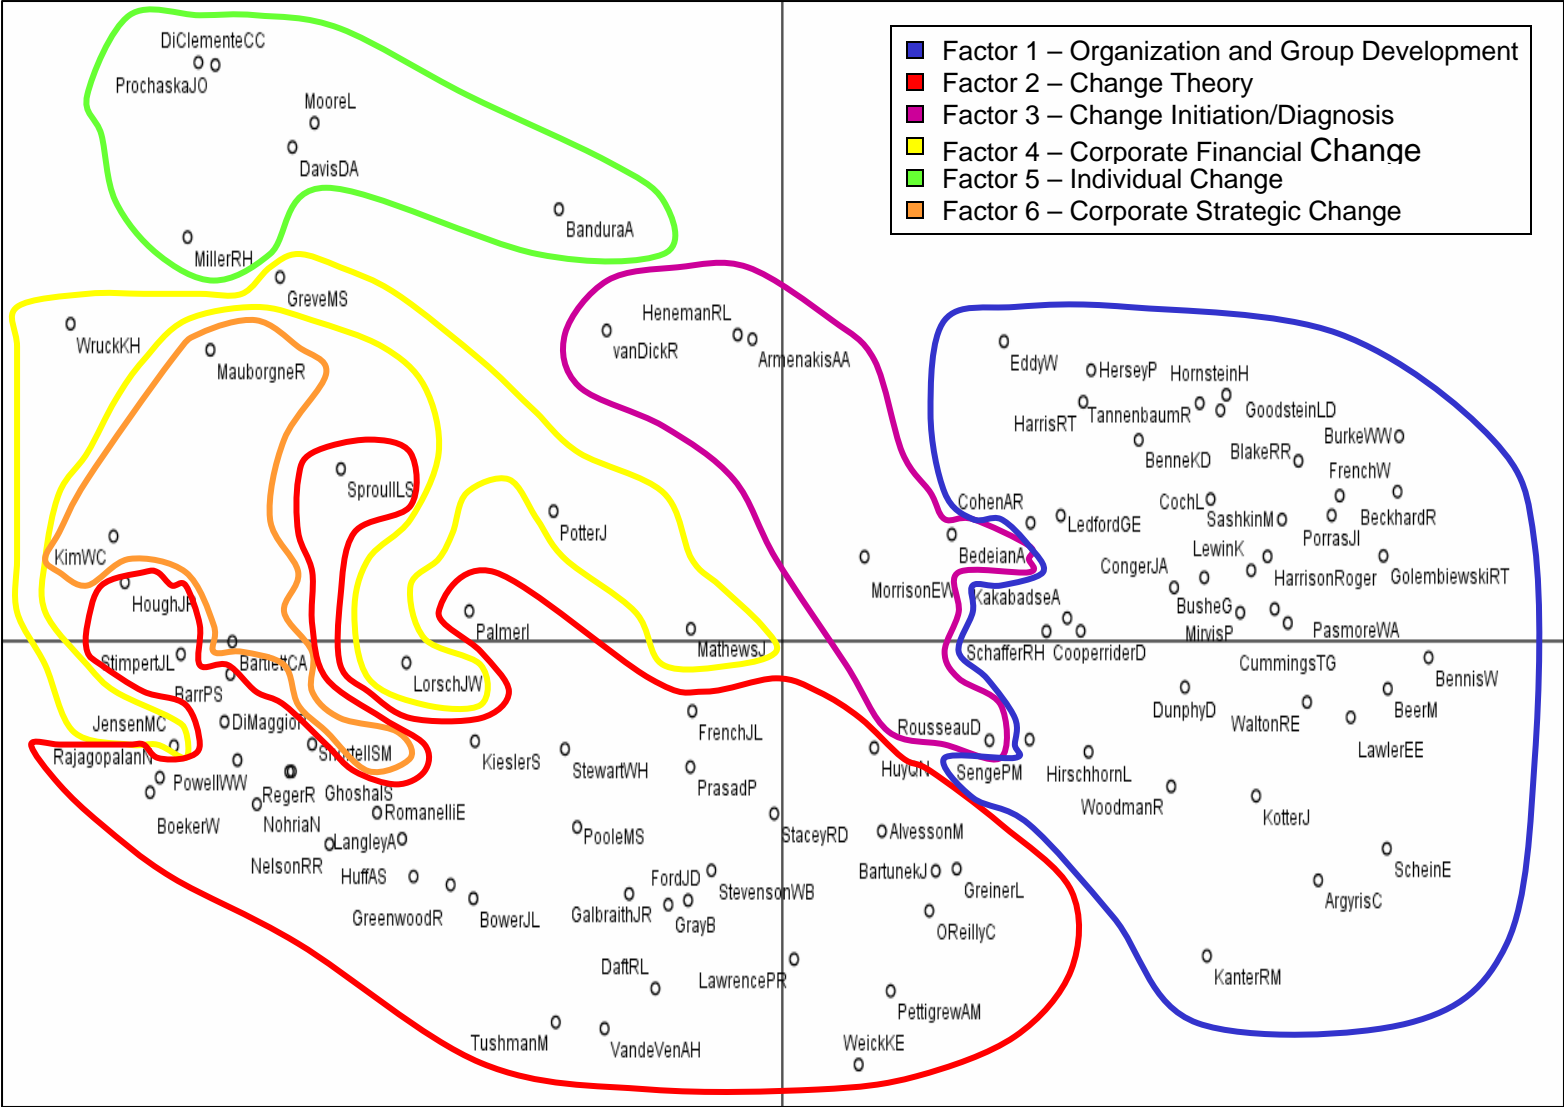 DiClementeCC
ProchaskaJO
MooreL
DavisDA
BanduraA
MillerRH
Factor 1 – Organization and Group Development
Factor 2 – Change Theory
Factor 3 – Change Initiation/Diagnosis
Factor 4 – Corporate Financial Change
Factor 5 – Individual Change
Factor 6 – Corporate Strategic Change
GreveMS
WruckKH
MauborgneR
HenemanRL
vanDickR
ArmenakisAA
EddyW
HerseyP
HornsteinH
HarrisRT
TannenbaumR
GoodsteinLD
BurkeWW
BenneKD
BlakeRR
FrenchW
SproullLS
PotterJ
CohenAR
LedfordGE
CochL
SashkinM
BeckhardR
PorrasJI
KimWC
BedeianA
LewinK
CongerJA
HarrisonRoger
GolembiewskiRT
MorrisonEW
KakabadseA
BusheG
MirvisP
PasmoreWA
PalmerI
MathewsJ
SchafferRH
CooperriderD
CummingsTG
StimpertJL
BartlettCA
LorschJW
BarrPS
BennisW
DunphyD
WaltonRE
BeerM
LawlerEE
JensenMC
FrenchJL
RousseauD
RajagopalanN
ShortellSM
KieslerS
StewartWH
HuyQN
SengePM
HirschhornL
PowellWW
RegerR
GhoshalS
PrasadP
WoodmanR
KotterJ
BoekerW
NohriaN
RomanelliE
PooleMS
StaceyRD
AlvessonM
NelsonRR
LangleyA
HuffAS
FordJD
StevensonWB
BartunekJ
GreinerL
ScheinE
ArgyrisC
GreenwoodR
BowerJL
GalbraithJR
GrayB
OReillyC
DaftRL
LawrencePR
KanterRM
PettigrewAM
TushmanM
VandeVenAH
WeickKE